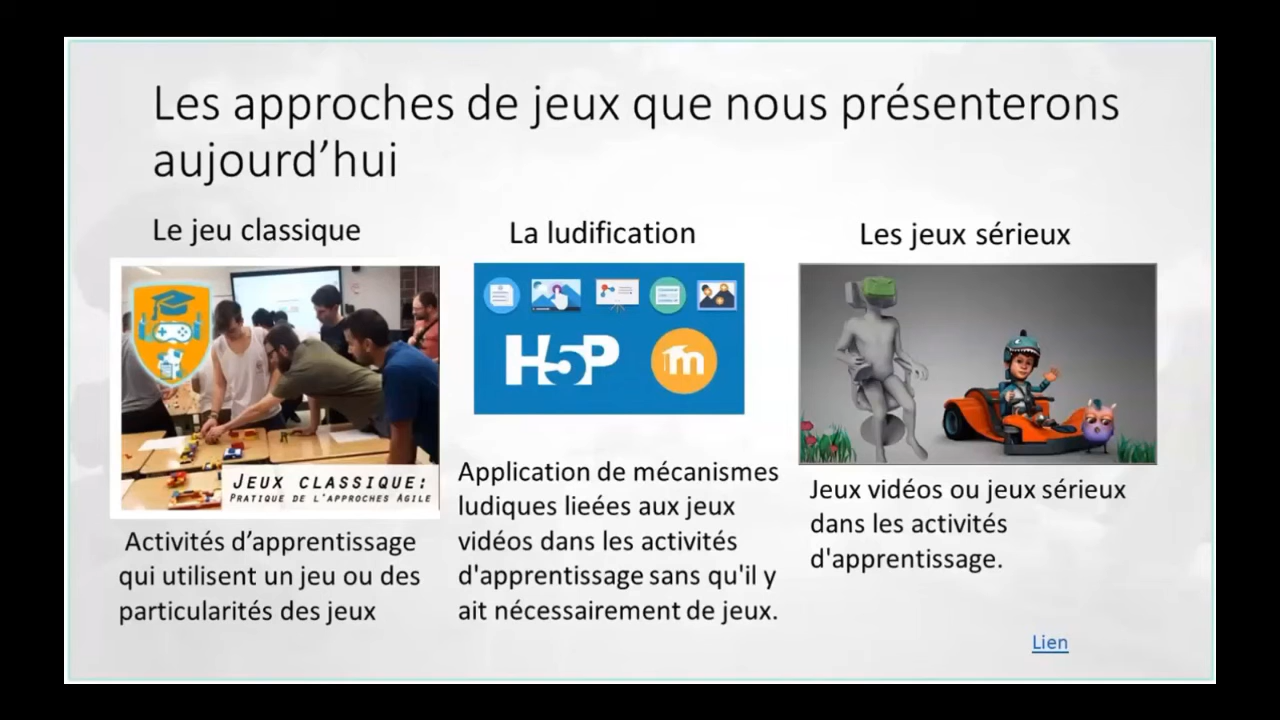 Les approches de jeux que nous présenterons
aujourd’hui
Le jeu classique
JEUX CLASSIQUE:
PRATIQUE DE L'APPROCHES AGILE
Activités d’apprentissage
qui utilisent un jeu ou des
particularités des jeux
La ludification
H5P
m
Application de mécanismes
ludiques lieées aux jeux
vidéos dans les activités
d'apprentissage sans qu'il y
ait nécessairement de jeux.
Les jeux sérieux
Jeux vidéos ou jeux sérieux
dans les activités
d'apprentissage.
Lien